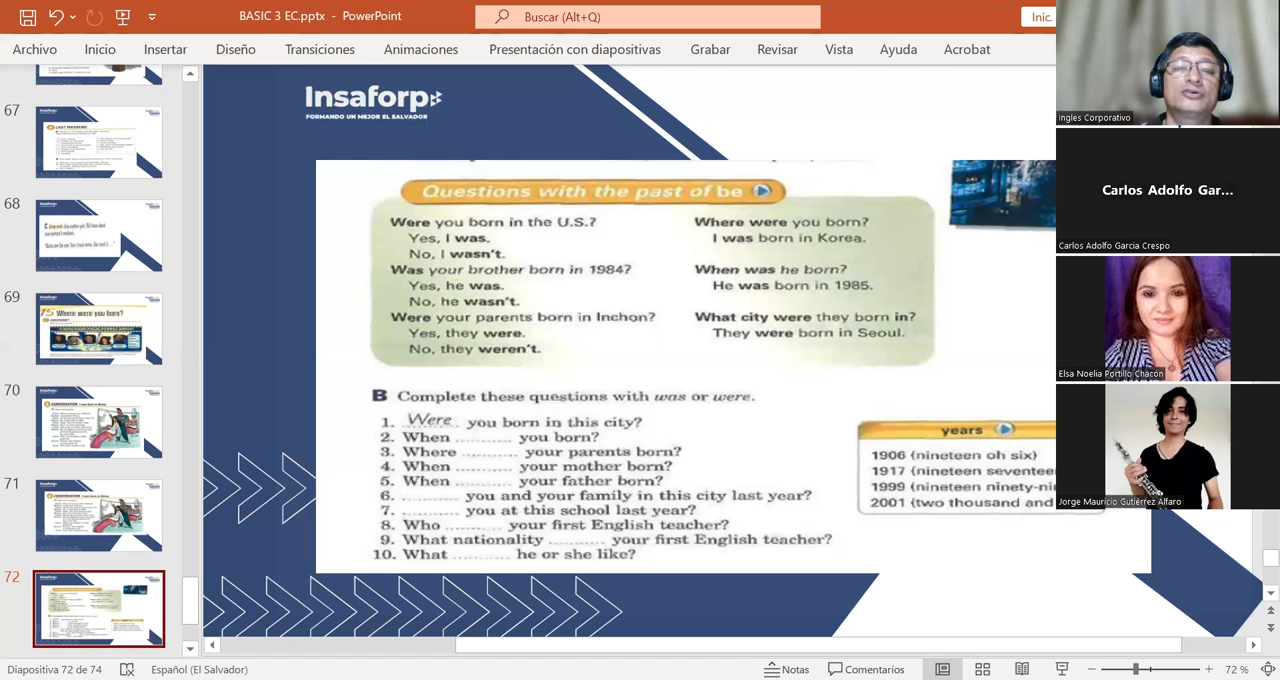 BASIC 3 EC.pptx - PowerPoint
Buscar (Alt+Q)
Inic.
Archivo Inicio Insertar Diseño Transiciones Animaciones Presentación con diapositivas Grabar Revisar Vista Ayuda Acrobat
67
LAST WEEKEND
68
69
15 Where were you born?
70
71
72
Insaforp
FORMANDO UN MEJOR EL SALVADOR
Questions with the past of be
Were you born in the U.S.?
Yes, I was.
No, I wasn't.
Was your brother born in 1984?
Yes, he was.
No, he wasn't.
Were your parents born in Inchon?
Yes, they were.
No, they weren't.
Where were you born?
I was born in Korea.
When was he born?
He was born in 1985.
What city were they born in?
They were born in Seoul.
B Complete these questions with was or were.
1. Were you born in this city?
2. When .......... you born?
3. Where .......... your parents born?
4. When .......... your mother born?
5. When .......... your father born?
6. .......... you and your family in this city last year?
7. .......... you at this school last year?
8. Who .......... your first English teacher?
9. What nationality .......... your first English teacher?
10. What .......... he or she like?
years
1906 (nineteen oh six)
1917 (nineteen seventee
1999 (nineteen ninety-ni
2001 (two thousand and
Ingles Corporativo
Carlos Adolfo Gar...
Carlos Adolfo Garcia Crespo
Elsa Noelia Portillo Chacón
Jorge Mauricio Gutiérrez Alfaro
Diapositiva 72 de 74
Español (El Salvador)
Notas
Comentarios
72 %